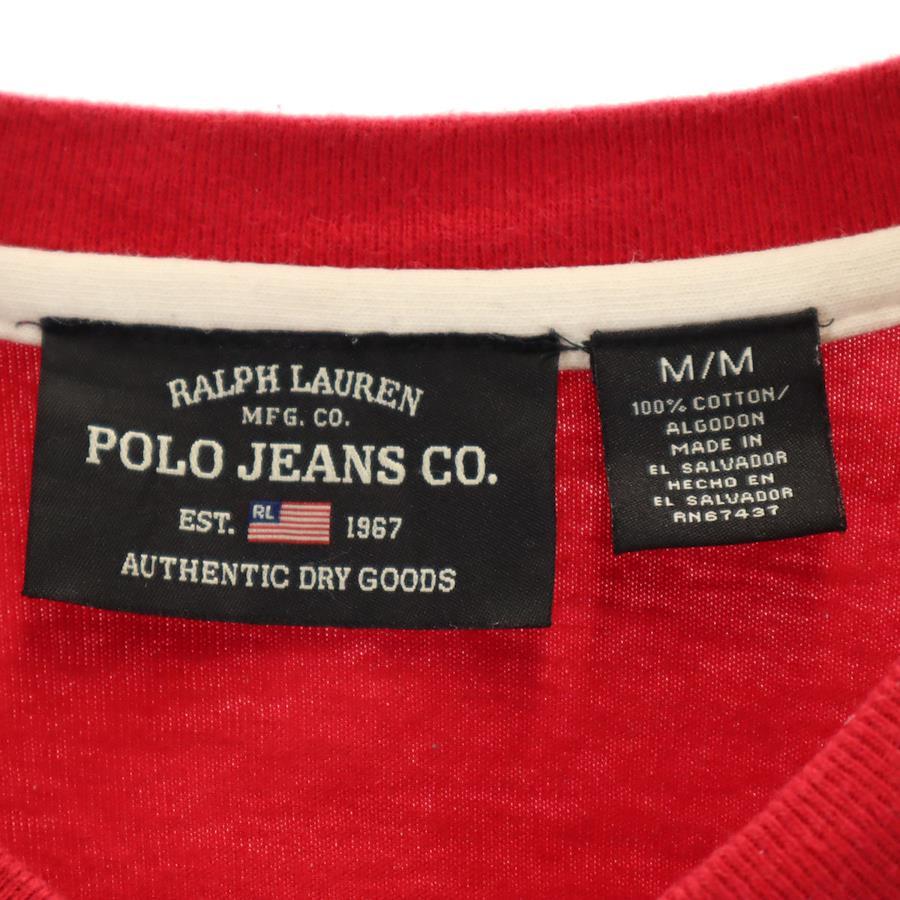 RALPH LAUREN
MFG. CO.
POLO JEANS CO.
EST. RL 1967
AUTHENTIC DRY GOODS
M/M
100% COTTON/
ALGODON
MADE IN
EL SALVADOR
HECHO EN
EL SALVADOR
RN67437